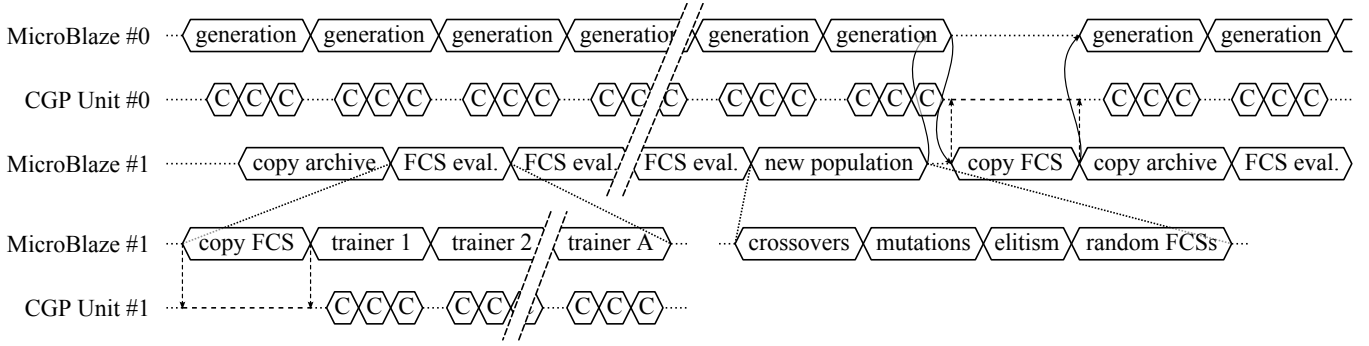 MicroBlaze #0 generation generation generation generation generation generation generation generation
CGP Unit #0 C C C C C C C C C C C C C C C C C C C C C C C C
MicroBlaze #1 copy archive FCS eval. FCS eval. FCS eval. new population copy FCS copy archive FCS eval.
MicroBlaze #1 copy FCS trainer 1 trainer 2 trainer A crossovers mutations elitism random FCSs
CGP Unit #1 C C C C C C C C C